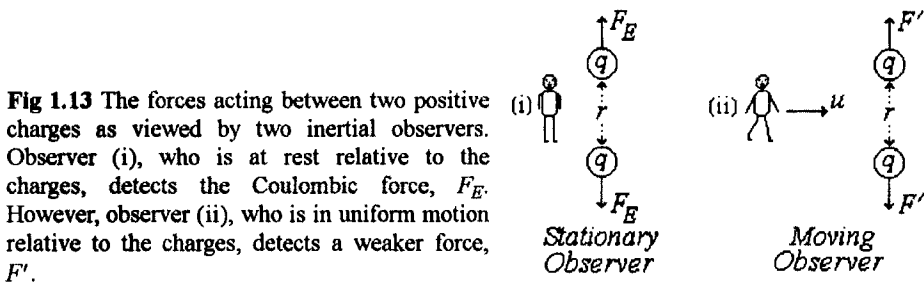 Fig 1.13 The forces acting between two positive
charges as viewed by two inertial observers.
Observer (i), who is at rest relative to the
charges, detects the Coulombic force, F_E.
However, observer (ii), who is in uniform motion
relative to the charges, detects a weaker force,
F'.
F_E
q
(i)
r
q
F_E
Stationary
Observer
F'
q
(ii)
u
r
q
F'
Moving
Observer